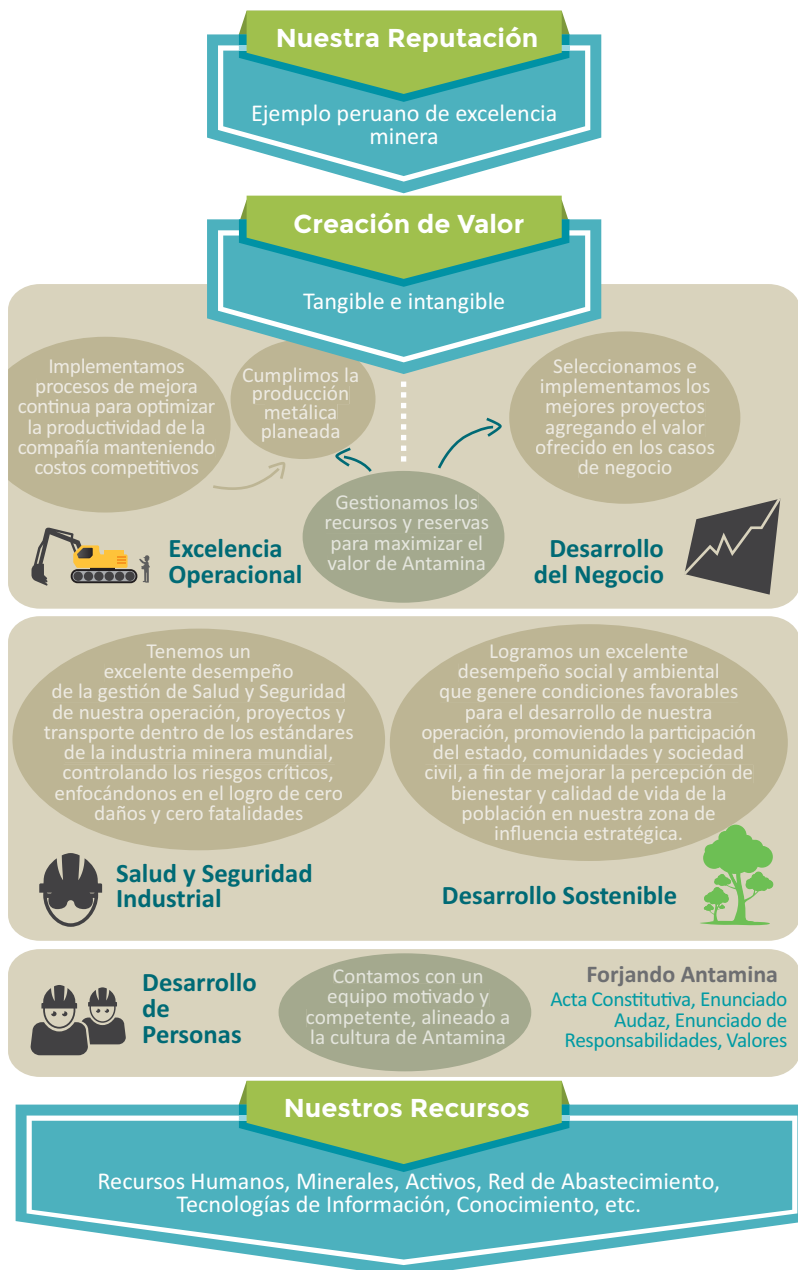 Nuestra Reputación
Ejemplo peruano de excelencia
minera
Creación de Valor
Tangible e intangible
Implementamos
procesos de mejora
continua para optimizar
la productividad de la
compañía manteniendo
costos competitivos
Cumplimos la
producción
metálica
planeada
Seleccionamos e
implementamos los
mejores proyectos
agregando el valor
ofrecido en los casos
de negocio
Gestionamos los
recursos y reservas
para maximizar el
valor de Antamina
Excelencia
Operacional
Desarrollo
del Negocio
Tenemos un
excelente desempeño
de la gestión de Salud y Seguridad
de nuestra operación, proyectos y
transporte dentro de los estándares
de la industria minera mundial,
controlando los riesgos críticos,
enfocándonos en el logro de cero
daños y cero fatalidades
Logramos un excelente
desempeño social y ambiental
que genere condiciones favorables
para el desarrollo de nuestra
operación, promoviendo la participación
del estado, comunidades y sociedad
civil, a fin de mejorar la percepción de
bienestar y calidad de vida de la
población en nuestra zona de
influencia estratégica.
Salud y Seguridad
Industrial
Desarrollo Sostenible
Desarrollo
de
Personas
Contamos con un
equipo motivado y
competente, alineado a
la cultura de Antamina
Forjando Antamina
Acta Constitutiva, Enunciado
Audaz, Enunciado de
Responsabilidades, Valores
Nuestros Recursos
Recursos Humanos, Minerales, Activos, Red de Abastecimiento,
Tecnologías de Información, Conocimiento, etc.